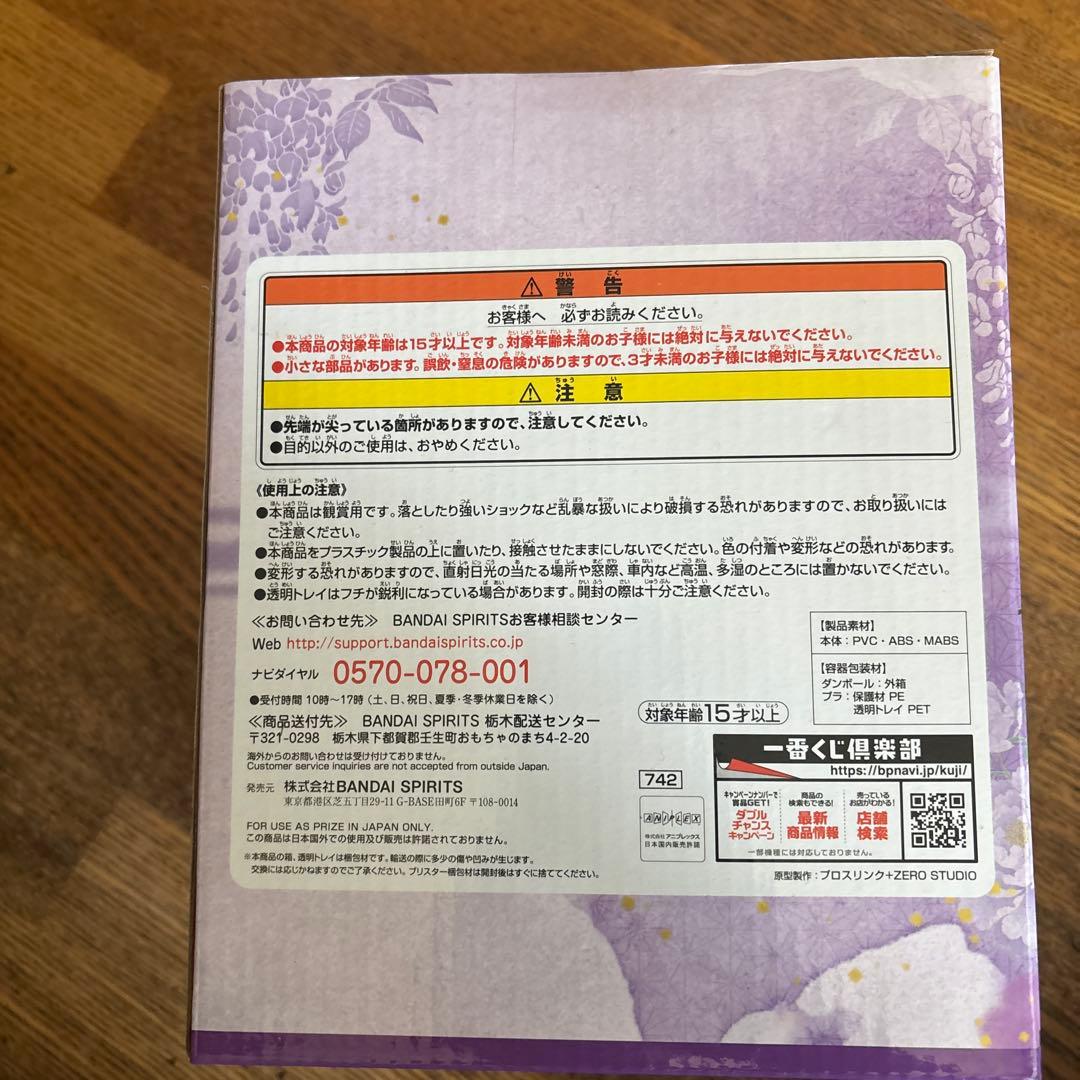 ⚠ 警告
お客様へ 必ずお読みください。
●本商品の対象年齢は15才以上です。対象年齢未満のお子様には絶対に与えないでください。
●小さな部品があります。誤飲・窒息の危険がありますので、3才未満のお子様には絶対に与えないでください。
⚠ 注意
●先端が尖っている箇所がありますので、注意してください。
●目的以外のご使用は、おやめください。
《使用上の注意》
●本商品は観賞用です。落としたり強いショックなど乱暴な扱いにより破損する恐れがありますので、お取り扱いには
ご注意ください。
●本商品をプラスチック製品の上に置いたり、接触させたままにしないでください。色の付着や変形などの恐れがあります。
●変形する恐れがありますので、直射日光の当たる場所や窓際、車内など高温、多湿のところには置かないでください。
●透明トレイはフチが鋭利になっている場合があります。開封の際は十分ご注意ください。
≪お問い合わせ先≫ BANDAI SPIRITSお客様相談センター
Web http://support.bandaispirits.co.jp
ナビダイヤル 0570-078-001
●受付時間 10時〜17時(土、日、祝日、夏季・冬季休業日を除く)
≪商品送付先≫ BANDAI SPIRITS 栃木配送センター
〒321-0298 栃木県下都賀郡壬生町おもちゃのまち4-2-20
海外からのお問い合わせは受け付けておりません。
Customer service inquiries are not accepted from outside Japan.
発売元 株式会社BANDAI SPIRITS
東京都港区芝五丁目29-11 G-BASE田町6F 〒108-0014
FOR USE AS PRIZE IN JAPAN ONLY.
この商品は日本国外での使用及び販売は許諾されておりません。
※本商品の箱、透明トレイは梱包材です。輸送の際に多少の傷や凹みが生じます。
交換には応じかねますのでご了承ください。ブリスター梱包材は開封後はすぐに捨ててください。
【製品素材】
本体:PVC・ABS・MABS
【容器包装材】
ダンボール:外箱
プラ:保護材 PE
透明トレイ PET
対象年齢15才以上
742
ANIPLEX
株式会社 アニプレックス
日本国内販売許諾
一番くじ倶楽部
https://bpnavi.jp/kuji/
キャンペーンナンバーで
賞品GET!
ダブル
チャンス
キャンペーン
商品の
検索もできる!
最新
商品情報
売っている
お店がわかる!
店舗
検索
一部機種には対応しておりません。
原型製作:プロスリンク+ZERO STUDIO